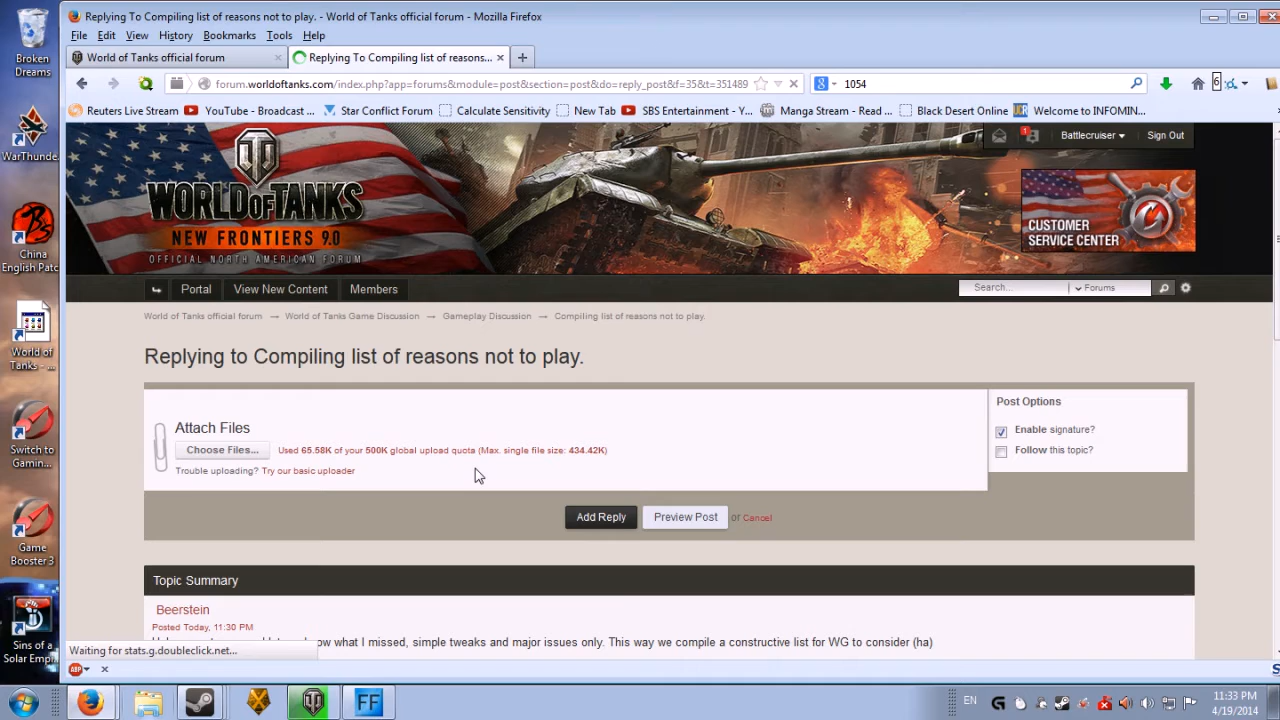 Replying To Compiling list of reasons not to play. - World of Tanks official forum - Mozilla Firefox
File Edit View History Bookmarks Tools Help
World of Tanks official forum × Replying To Compiling list of reasons... ×
forum.worldoftanks.com/index.php?app=forums&module=post&section=post&do=reply_post&f=35&t=351489 1054
Reuters Live Stream YouTube - Broadcast ... Star Conflict Forum Calculate Sensitivity New Tab SBS Entertainment - Y... Manga Stream - Read ... Black Desert Online Welcome to INFOMIN...
Broken
Dreams
WarThunde..
China
English Patc
World of
Tanks - ...
Switch to
Gamin...
Game
Booster 3
Sins of a
Solar Empi...
1 Battlecruiser Sign Out
WORLD OF TANKS
NEW FRONTIERS 9.0
OFFICIAL NORTH AMERICAN FORUM
CUSTOMER
SERVICE CENTER
Portal View New Content Members Search... Forums
World of Tanks official forum → World of Tanks Game Discussion → Gameplay Discussion → Compiling list of reasons not to play.
Replying to Compiling list of reasons not to play.
Attach Files
Choose Files... Used 65.58K of your 500K global upload quota (Max. single file size: 434.42K)
Trouble uploading? Try our basic uploader
Post Options
Enable signature?
Follow this topic?
Add Reply Preview Post or Cancel
Topic Summary
Beerstein
Posted Today, 11:30 PM
what I missed, simple tweaks and major issues only. This way we compile a constructive list for WG to consider (ha)
Waiting for stats.g.doubleclick.net...
ABP ×
FF EN 11:33 PM
4/19/2014